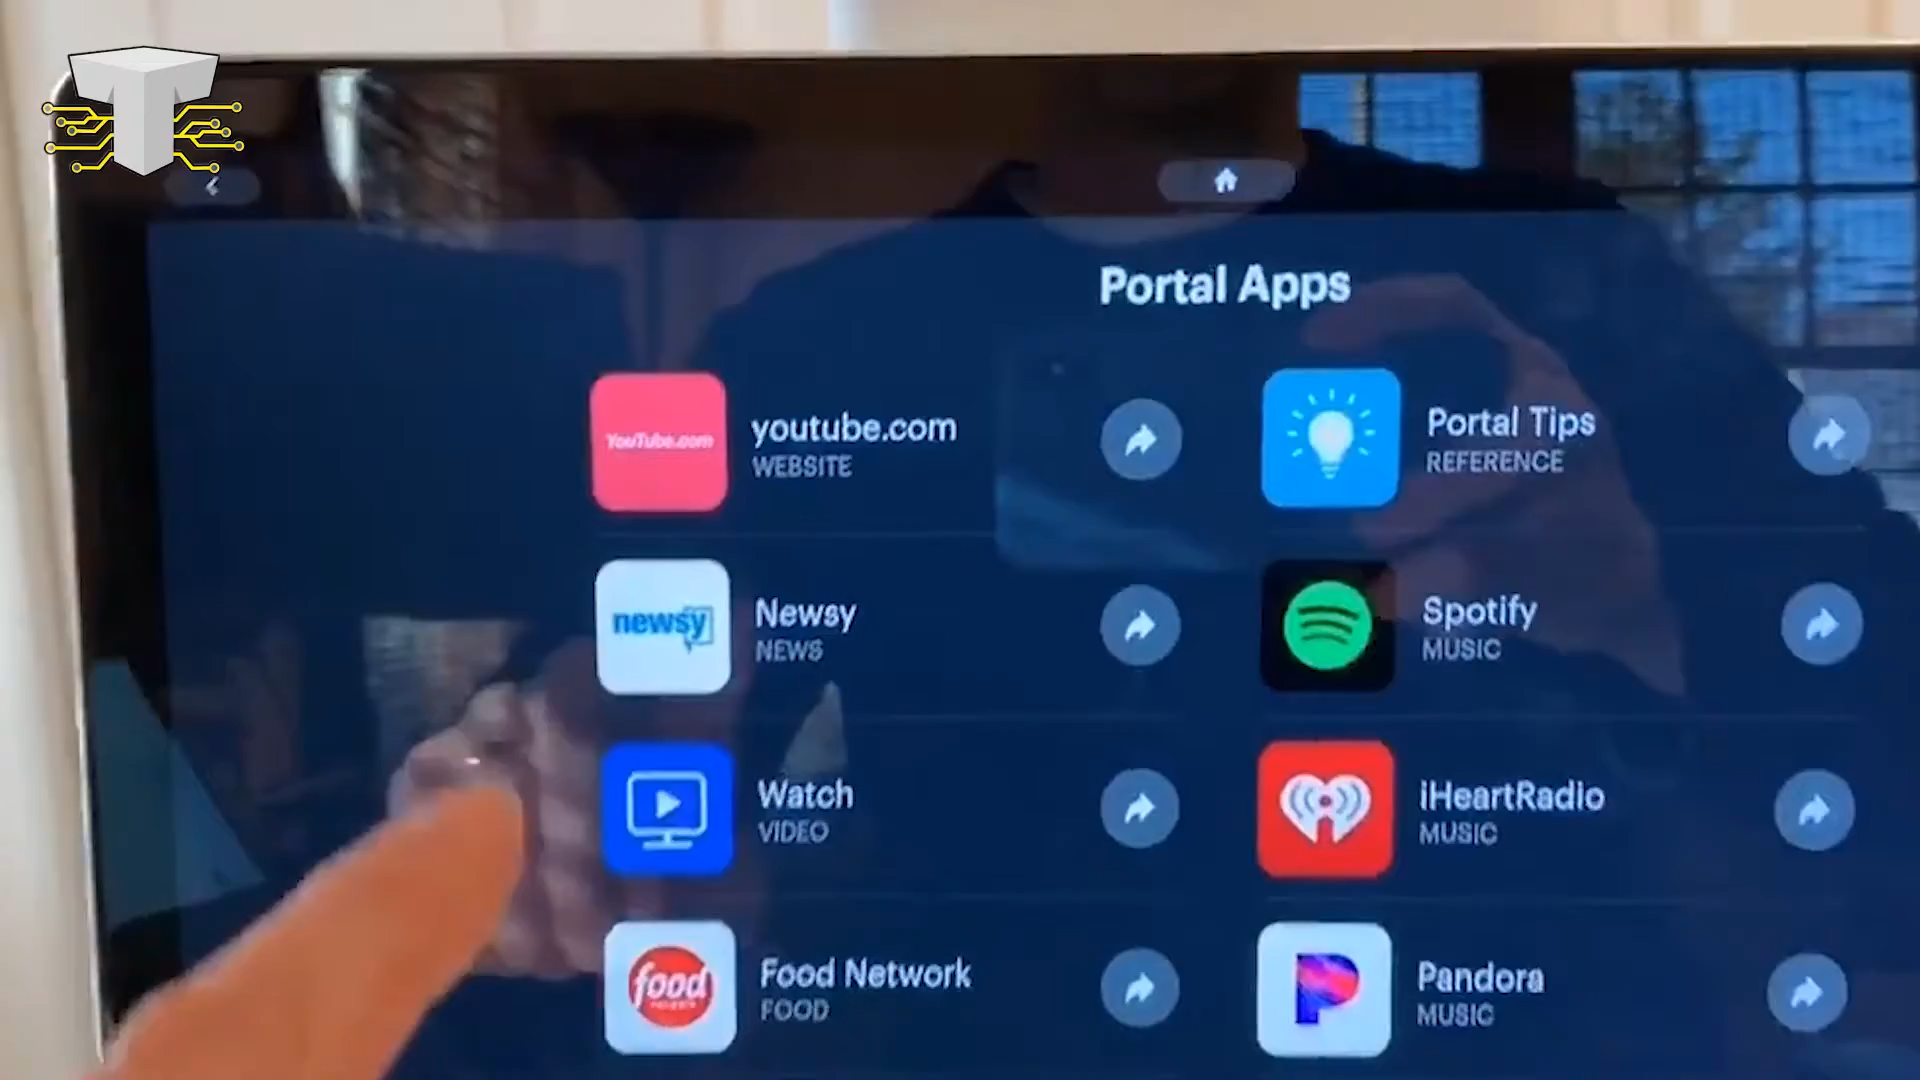 Portal Apps
YouTube.com
youtube.com
WEBSITE
Portal Tips
REFERENCE
newsy
Newsy
NEWS
Spotify
MUSIC
Watch
VIDEO
iHeartRadio
MUSIC
food
Food Network
FOOD
Pandora
MUSIC